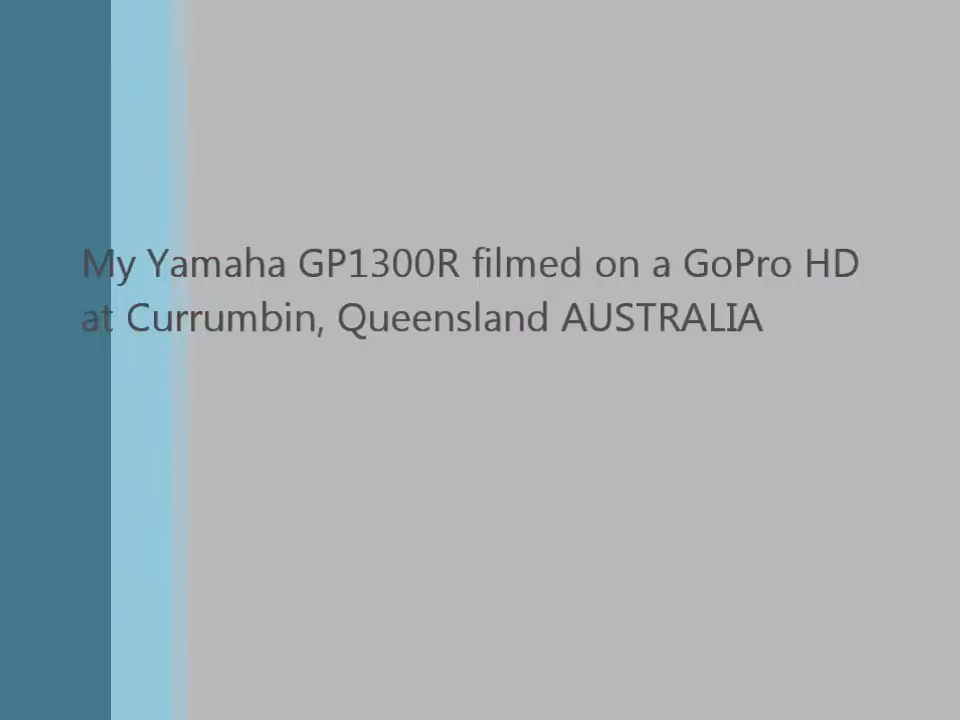 My Yamaha GP1300R filmed on a GoPro HD
at Currumbin, Queensland AUSTRALIA